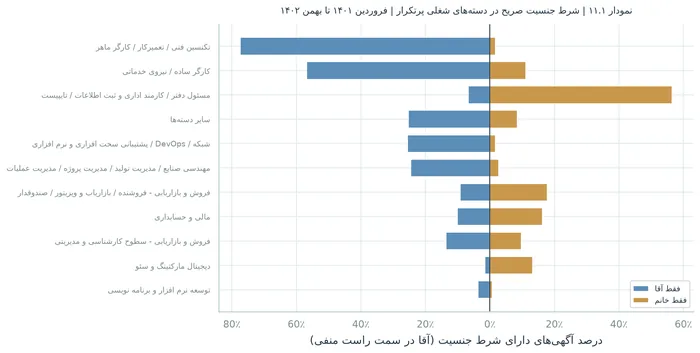 نمودار ۱۱.۱ | شرط جنسیت صریح در دسته‌های شغلی پرتکرار | فروردین ۱۴۰۱ تا بهمن ۱۴۰۲
تکنسین فنی / تعمیرکار / کارگر ماهر
کارگر ساده / نیروی خدماتی
مسئول دفتر / کارمند اداری و ثبت اطلاعات / تایپیست
سایر دسته‌ها
شبکه / DevOps / پشتیبانی سخت افزاری و نرم افزاری
مهندسی صنایع / مدیریت تولید / مدیریت پروژه / مدیریت عملیات
فروش و بازاریابی - فروشنده / بازاریاب و ویزیتور / صندوقدار
مالی و حسابداری
فروش و بازاریابی - سطوح کارشناسی و مدیریتی
دیجیتال مارکتینگ و سئو
توسعه نرم افزار و برنامه نویسی
فقط آقا
فقط خانم
80٪ 60٪ 40٪ 20٪ 0٪ 20٪ 40٪ 60٪
درصد آگهی‌های دارای شرط جنسیت (آقا در سمت راست منفی)